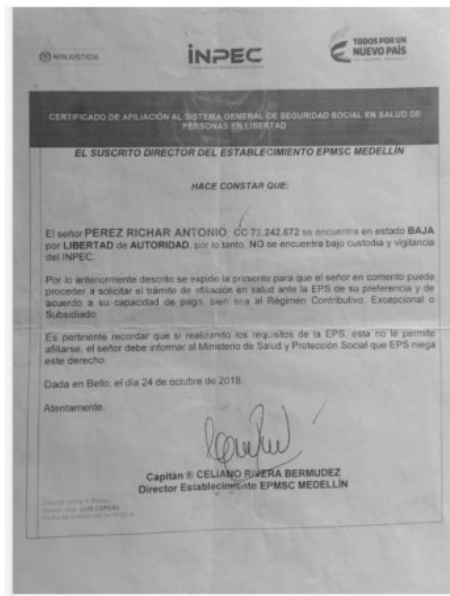 MINJUSTICIA
INPEC
TODOS POR UN
NUEVO PAÍS
CERTIFICADO DE AFILIACIÓN AL SISTEMA GENERAL DE SEGURIDAD SOCIAL EN SALUD DE
PERSONAS EN LIBERTAD
EL SUSCRITO DIRECTOR DEL ESTABLECIMIENTO EPMSC MEDELLÍN
HACE CONSTAR QUE:
El señor PEREZ RICHAR ANTONIO CC 72.242.672 se encuentra en estado BAJA
por LIBERTAD de AUTORIDAD, por lo tanto, NO se encuentra bajo custodia y vigilancia
del INPEC.
Por lo anteriormente descrito se expide la presente para que el señor en comento pueda
proceder a solicitar el trámite de afiliación en salud ante la EPS de su preferencia y de
acuerdo a su capacidad de pago, bien sea al Régimen Contributivo, Excepcional o
Subsidiado.
Es pertinente recordar que si realizando los requisitos de la EPS, esta no le permite
afiliarse, el señor debe informar al Ministerio de Salud y Protección Social que EPS niega
este derecho.
Dada en Bello, el día 24 de octubre de 2018.
Atentamente,
Capitán ® CELIANO RIVERA BERMUDEZ
Director Establecimiento EPMSC MEDELLÍN